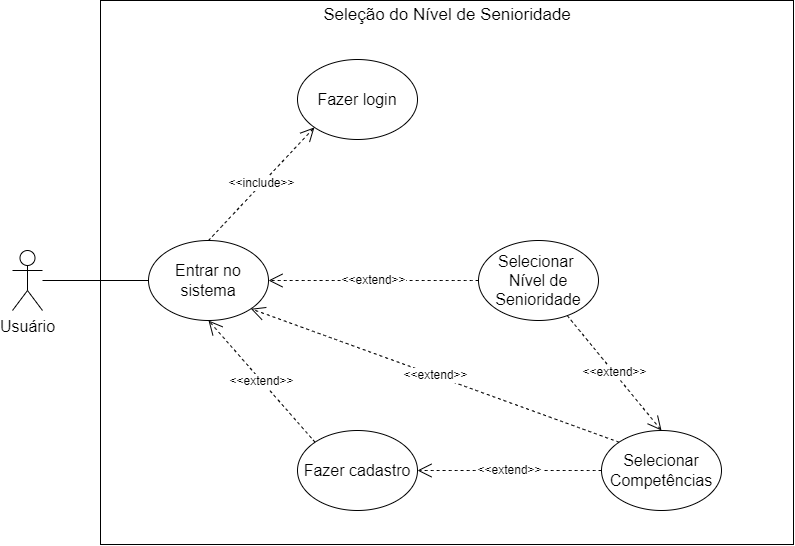 Seleção do Nível de Senioridade
Fazer login
<<include>>
Entrar no
sistema
<<extend>>
Selecionar
Nível de
Senioridade
Usuário
<<extend>>
<<extend>>
<<extend>>
Fazer cadastro
<<extend>>
Selecionar
Competências